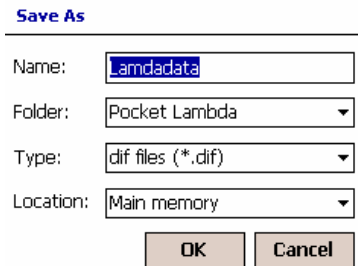 Save As
Name: Lamdadata
Folder: Pocket Lambda
Type: dif files (*.dif)
Location: Main memory
OK Cancel